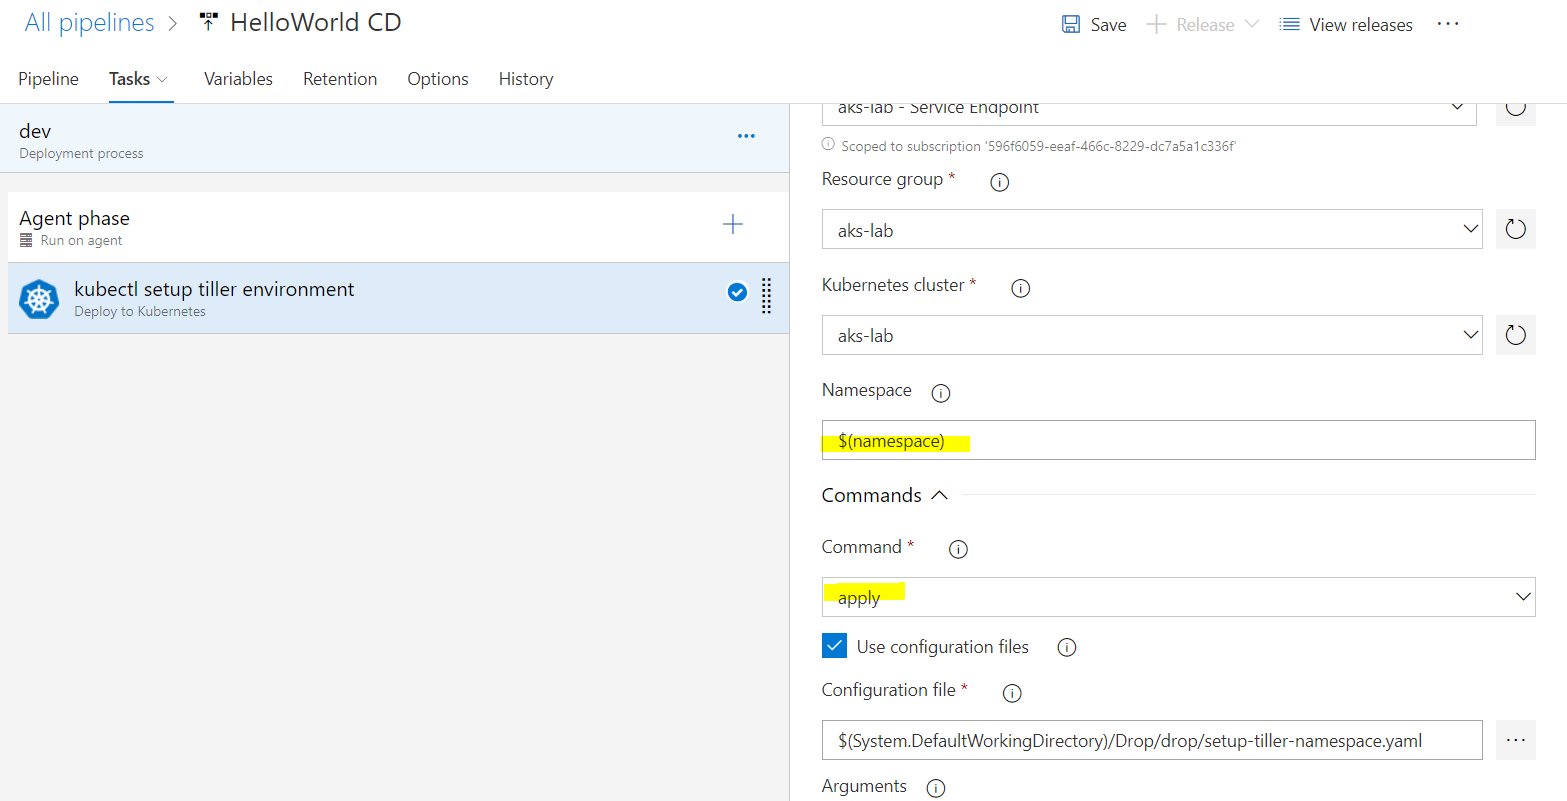 All pipelines > HelloWorld CD
Save
Release
View releases
Pipeline
Tasks
Variables
Retention
Options
History
dev
Deployment process
Agent phase
Run on agent
kubectl setup tiller environment
Deploy to Kubernetes
aks-lab - Service Endpoint
Scoped to subscription '596f6059-eeaf-466c-8229-dc7a5a1c336f'
Resource group *
aks-lab
Kubernetes cluster *
aks-lab
Namespace
$(namespace)
Commands
Command *
apply
Use configuration files
Configuration file *
$(System.DefaultWorkingDirectory)/Drop/drop/setup-tiller-namespace.yaml
Arguments